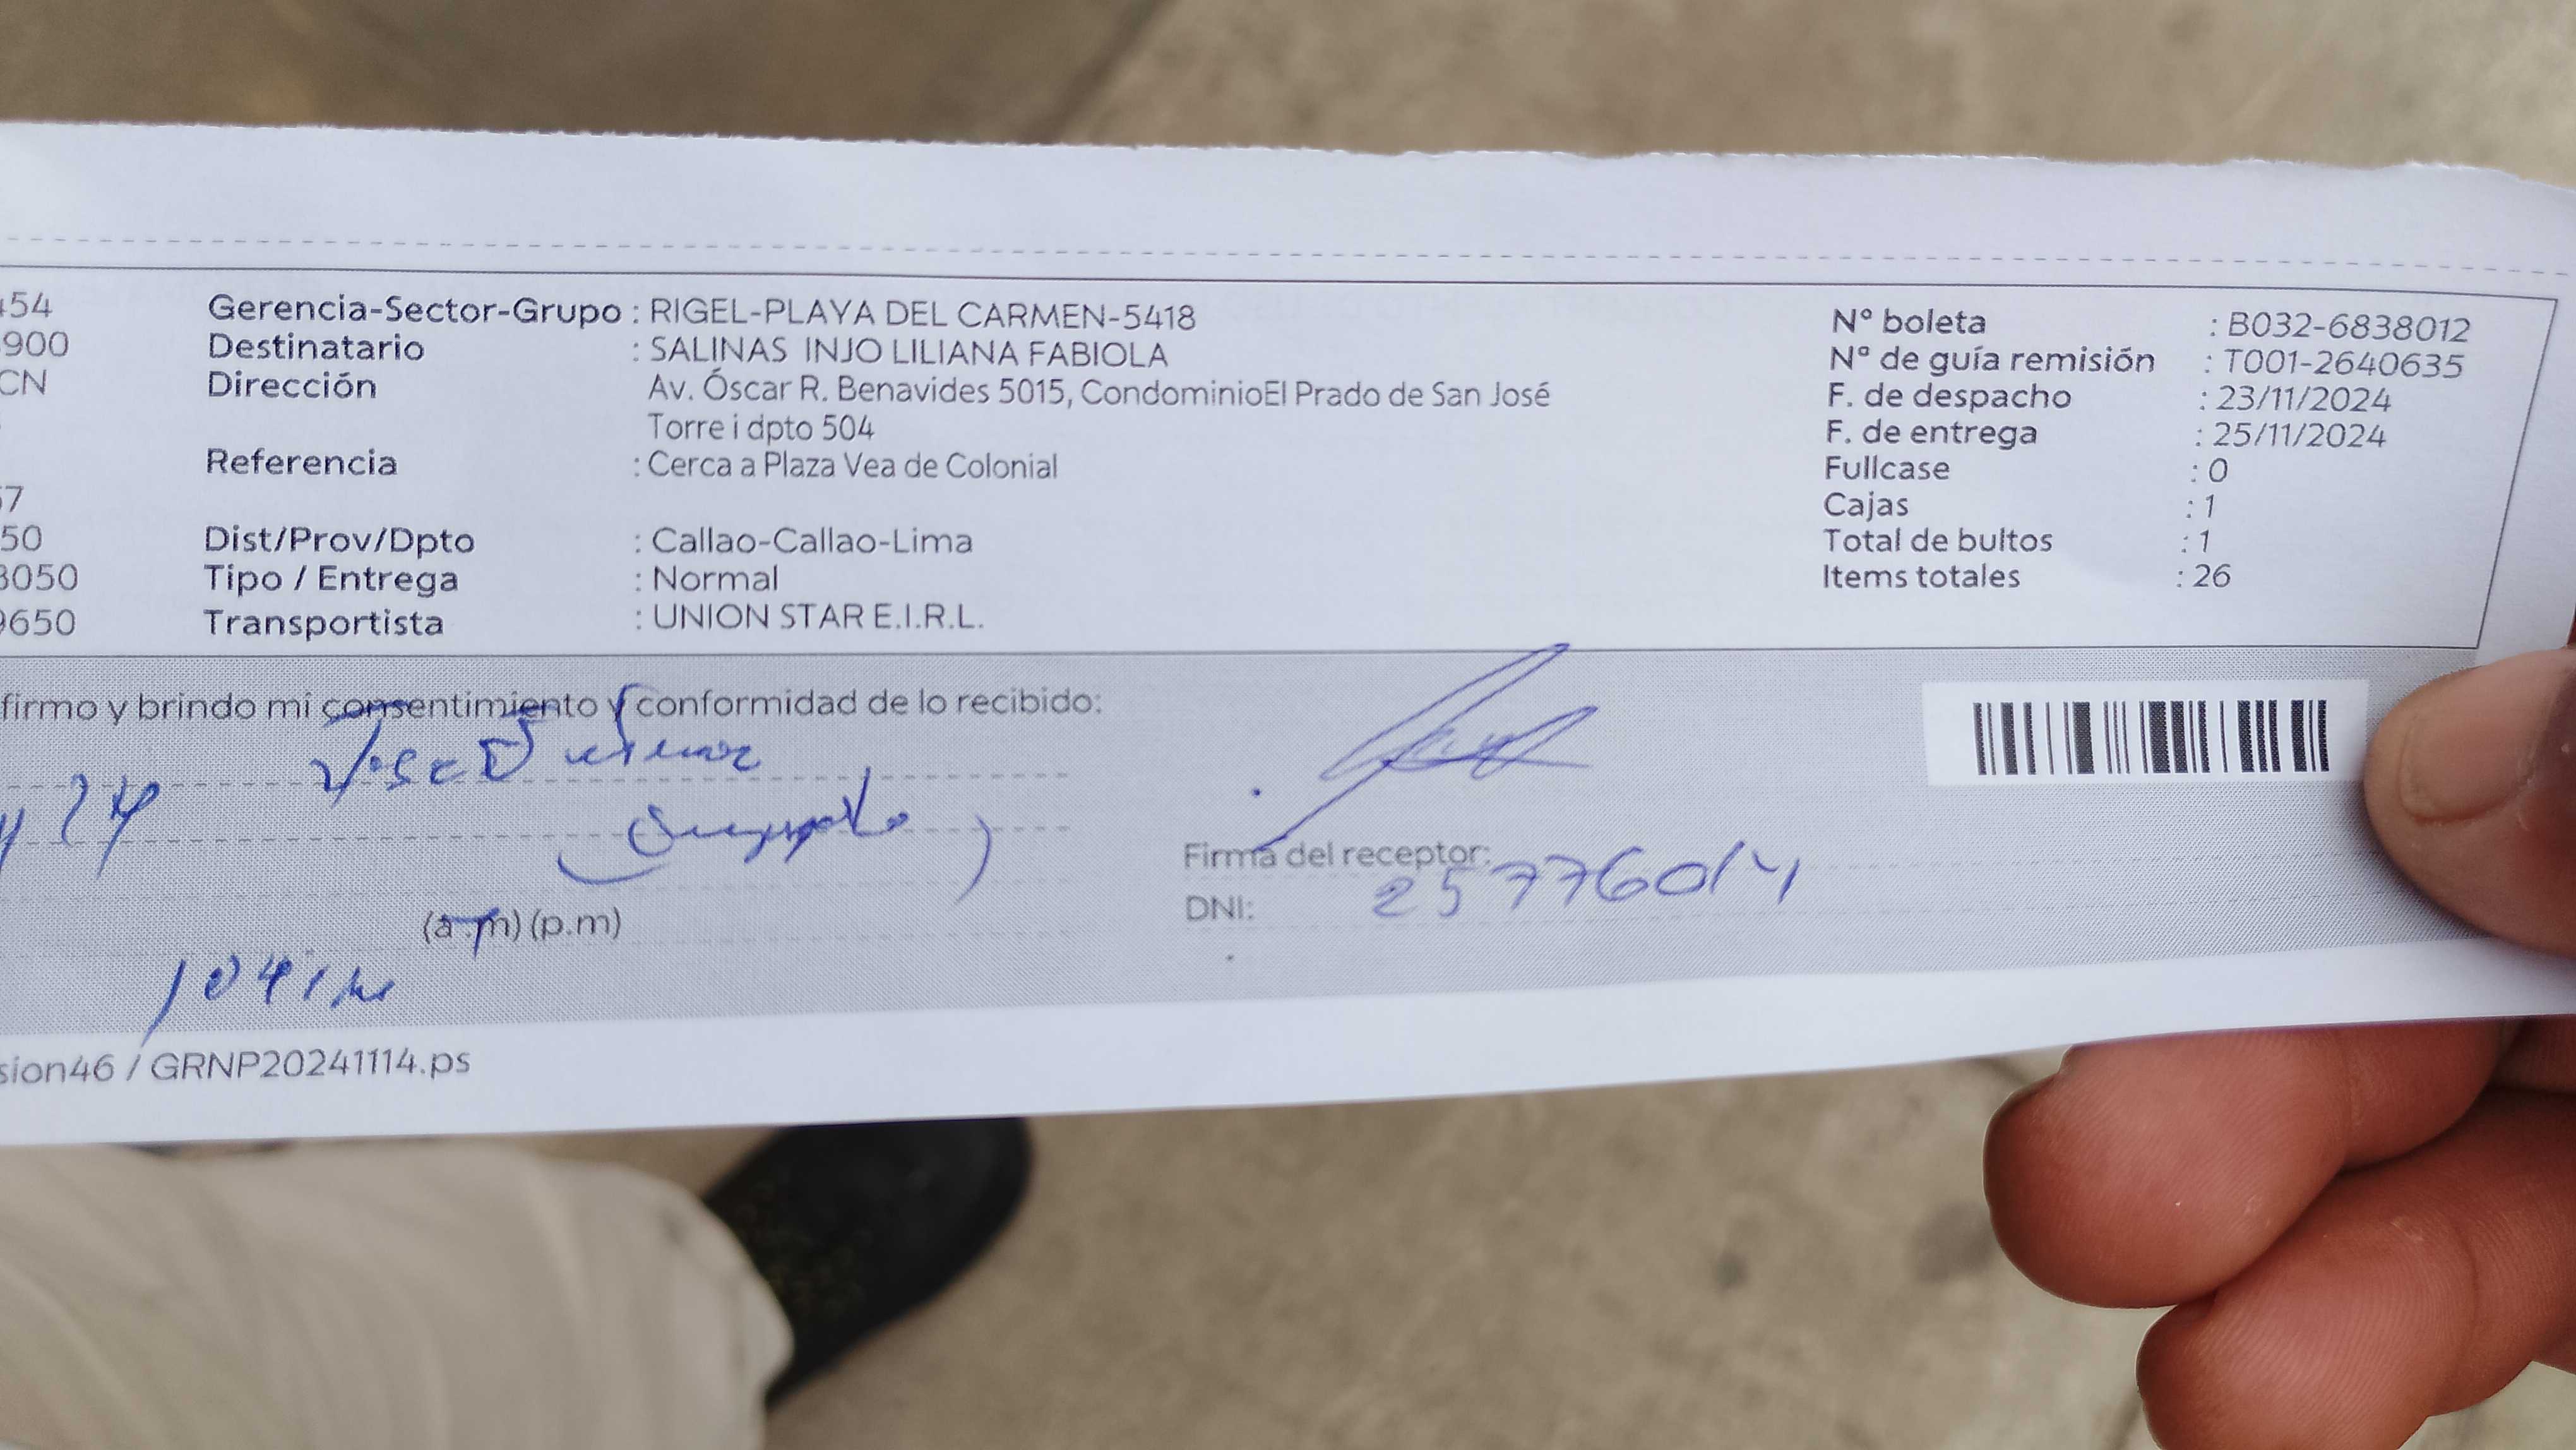 454 Gerencia-Sector-Grupo : RIGEL-PLAYA DEL CARMEN-5418
900 Destinatario : SALINAS INJO LILIANA FABIOLA
CN Dirección Av. Óscar R. Benavides 5015, CondominioEl Prado de San José
Torre i dpto 504
Referencia : Cerca a Plaza Vea de Colonial
57
50 Dist/Prov/Dpto : Callao-Callao-Lima
3050 Tipo / Entrega : Normal
9650 Transportista : UNION STAR E.I.R.L.
Nº boleta : B032-6838012
Nº de guía remisión : T001-2640635
F. de despacho : 23/11/2024
F. de entrega : 25/11/2024
Fullcase : 0
Cajas : 1
Total de bultos : 1
Items totales : 26
firmo y brindo mi consentimiento y conformidad de lo recibido:
Jose
Firma del receptor:
DNI: 25776014
(a.m) (p.m)
sion46 / GRNP20241114.ps